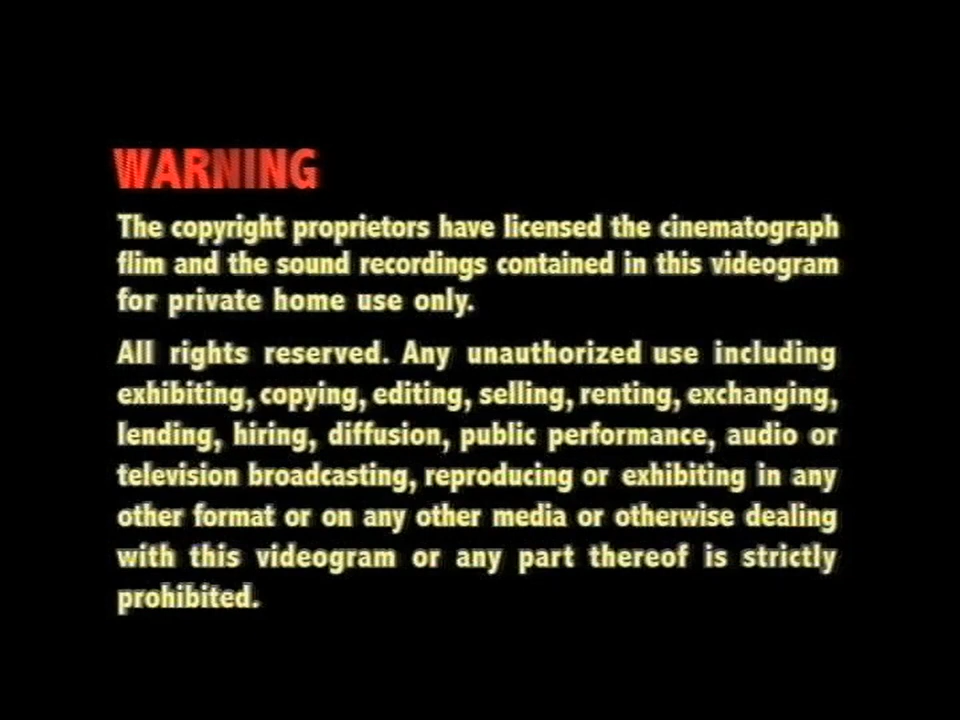 WARNING
The copyright proprietors have licensed the cinematograph
flim and the sound recordings contained in this videogram
for private home use only.
All rights reserved. Any unauthorized use including
exhibiting, copying, editing, selling, renting, exchanging,
lending, hiring, diffusion, public performance, audio or
television broadcasting, reproducing or exhibiting in any
other format or on any other media or otherwise dealing
with this videogram or any part thereof is strictly
prohibited.